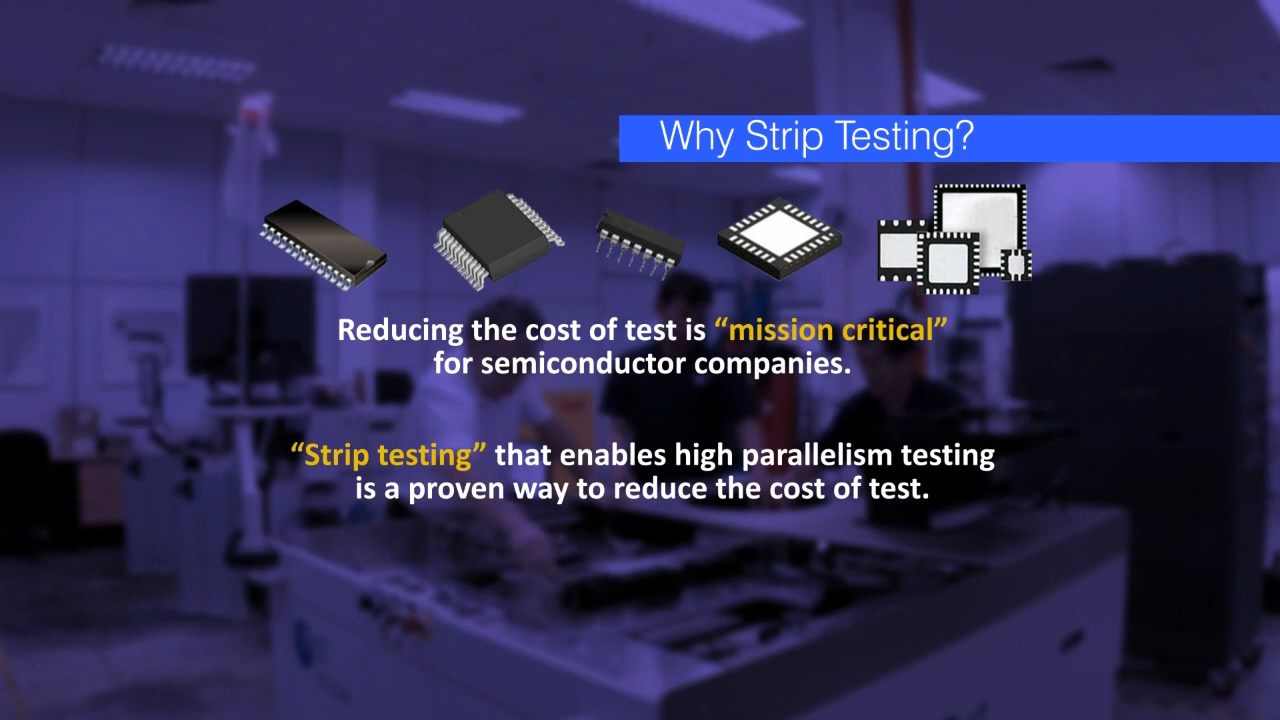 Why Strip Testing?
Reducing the cost of test is “mission critical”
for semiconductor companies.
“Strip testing” that enables high parallelism testing
is a proven way to reduce the cost of test.